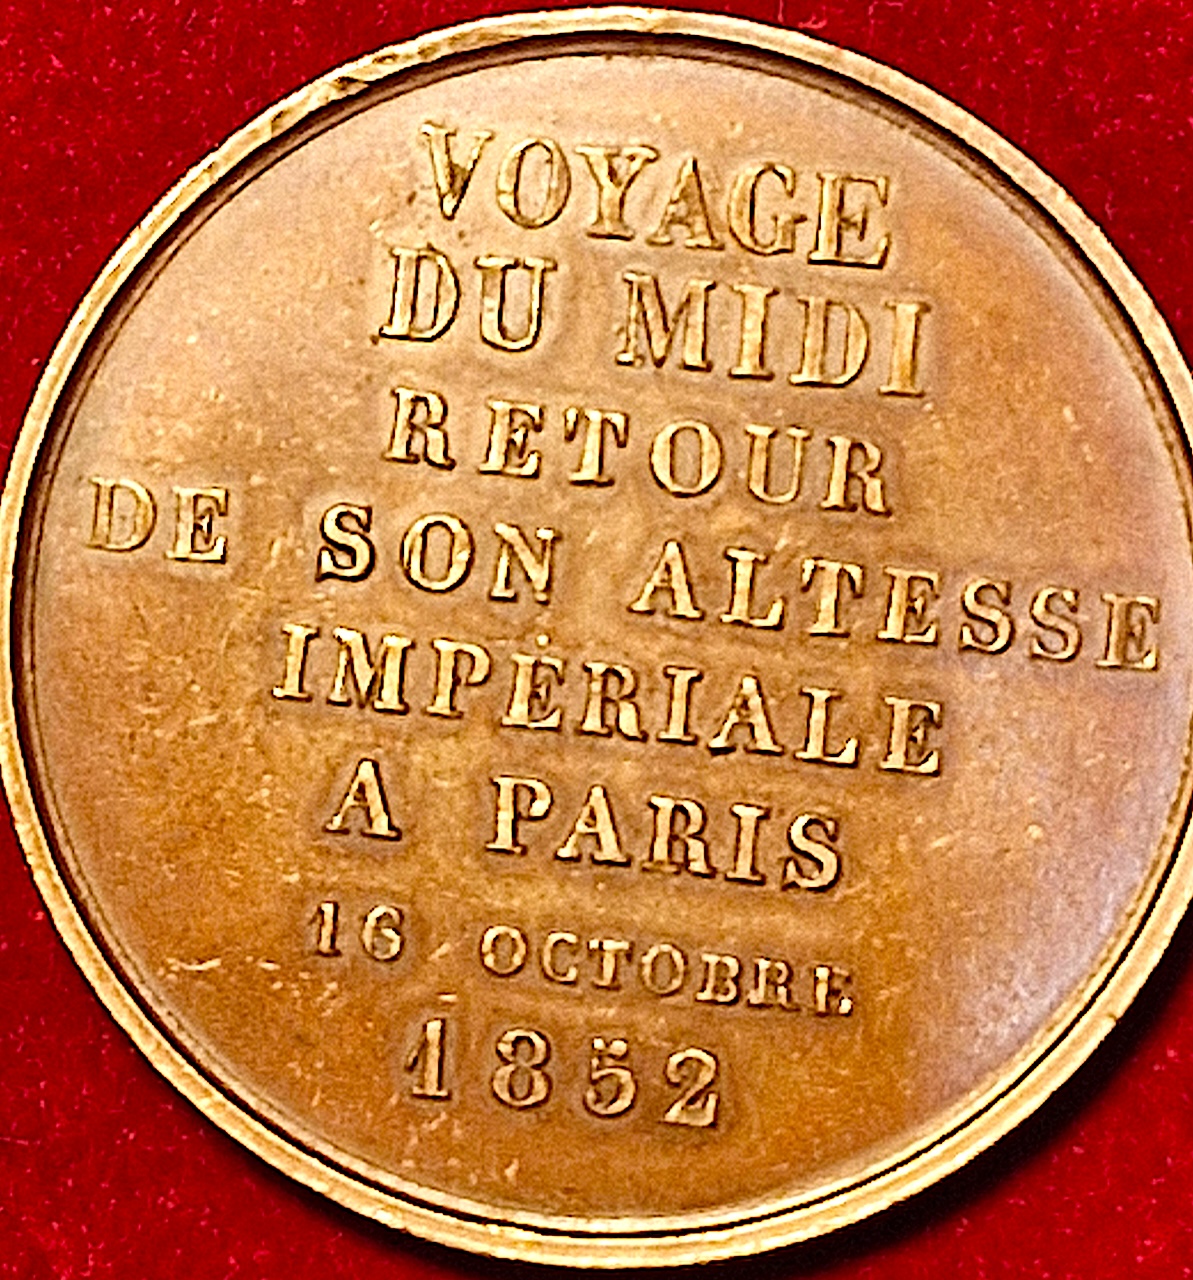 VOYAGE
DU MIDI
RETOUR
DE SON ALTESSE
IMPÉRIALE
A PARIS
16 OCTOBRE
1852